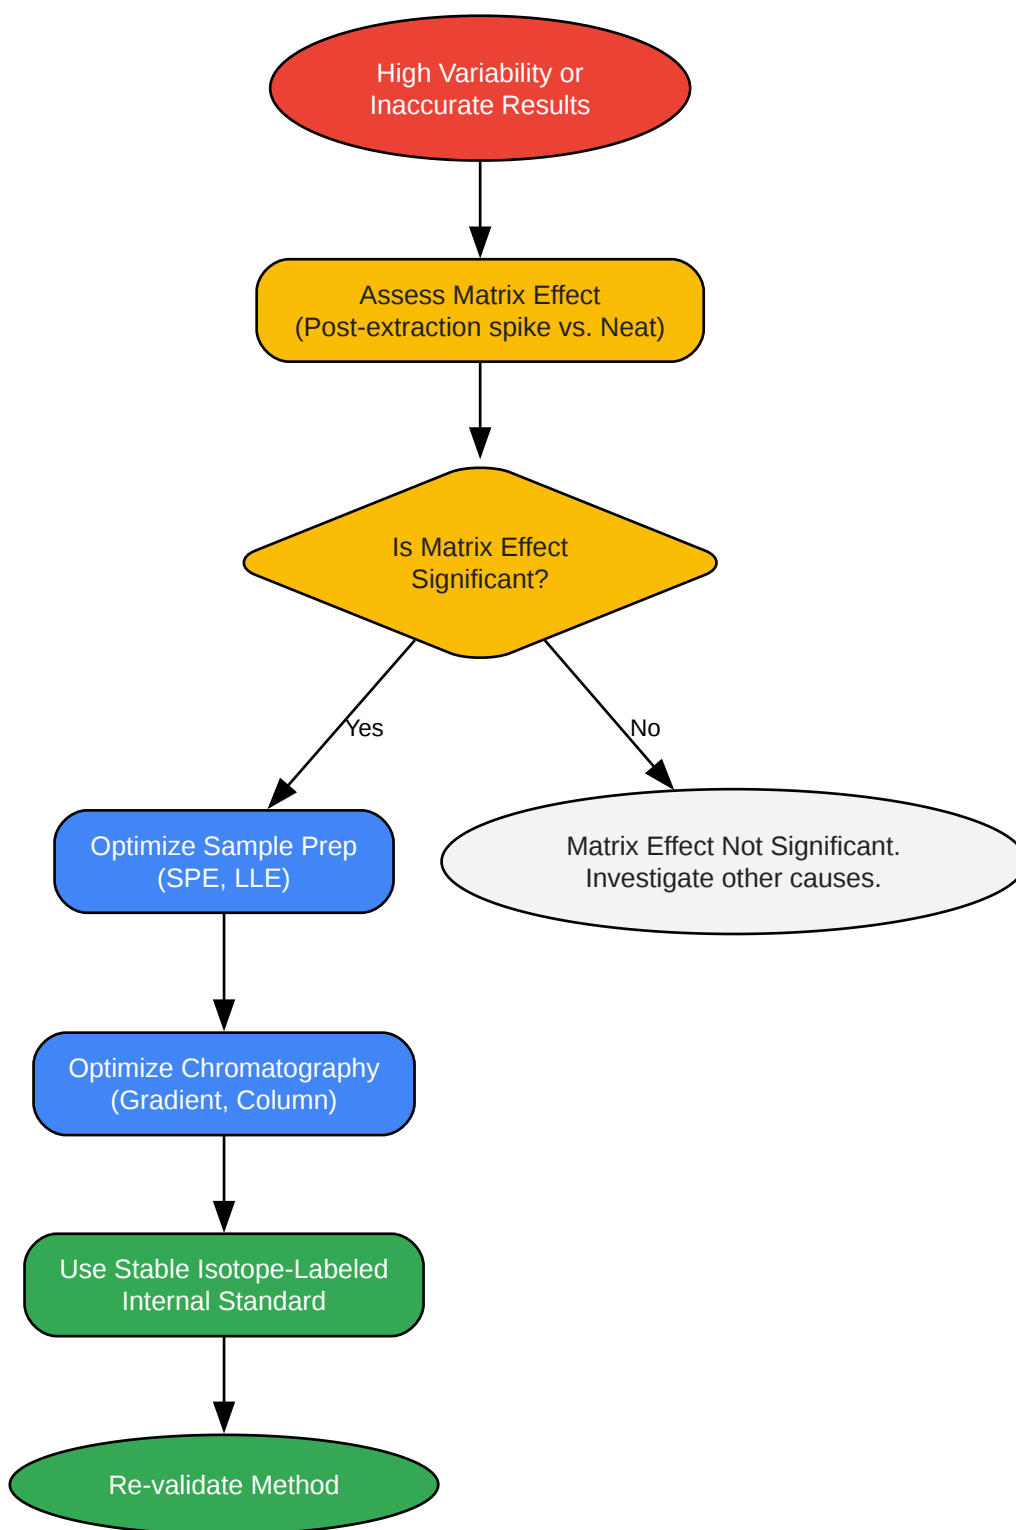 High Variability or
Inaccurate Results
Assess Matrix Effect
(Post-extraction spike vs. Neat)
Is Matrix Effect
Significant?
Yes
No
Optimize Sample Prep
(SPE, LLE)
Matrix Effect Not Significant.
Investigate other causes.
Optimize Chromatography
(Gradient, Column)
Use Stable Isotope-Labeled
Internal Standard
Re-validate Method